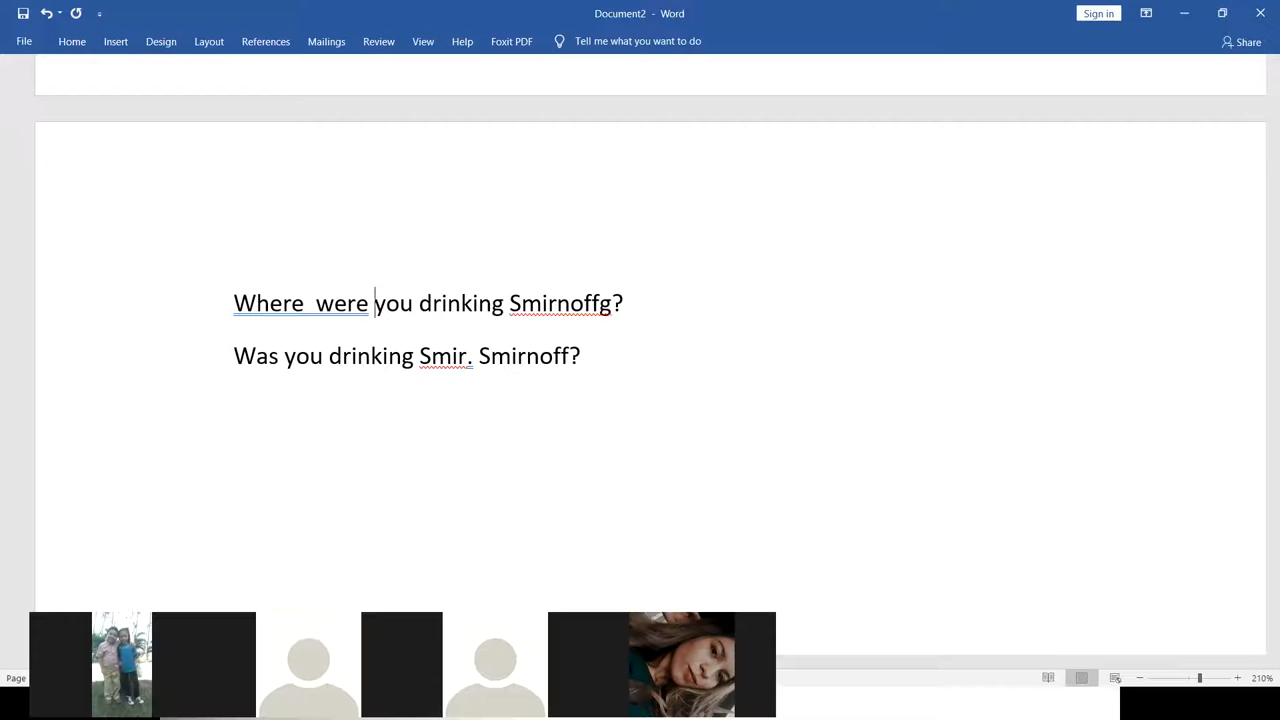 Document2 - Word
Sign in
File Home Insert Design Layout References Mailings Review View Help Foxit PDF Tell me what you want to do Share
Where  were you drinking Smirnoffg?
Was you drinking Smir. Smirnoff?
Page
210%